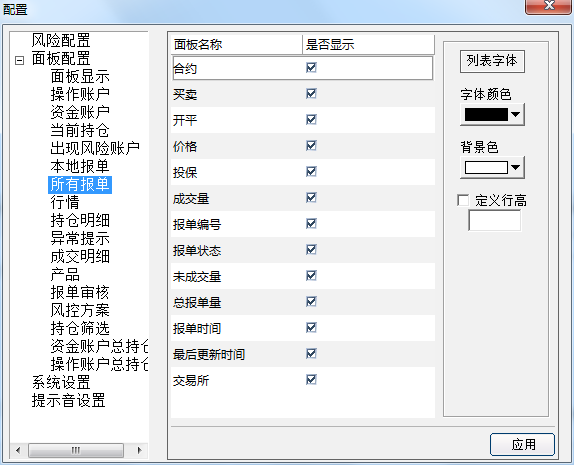 配置
风险配置
面板配置
面板显示
操作账户
资金账户
当前持仓
出现风险账户
本地报单
所有报单
行情
持仓明细
异常提示
成交明细
产品
报单审核
风控方案
持仓筛选
资金账户总持仓
操作账户总持仓
系统设置
提示音设置
面板名称 是否显示
合约
买卖
开平
价格
投保
成交量
报单编号
报单状态
未成交量
总报单量
报单时间
最后更新时间
交易所
列表字体
字体颜色
背景色
定义行高
应用